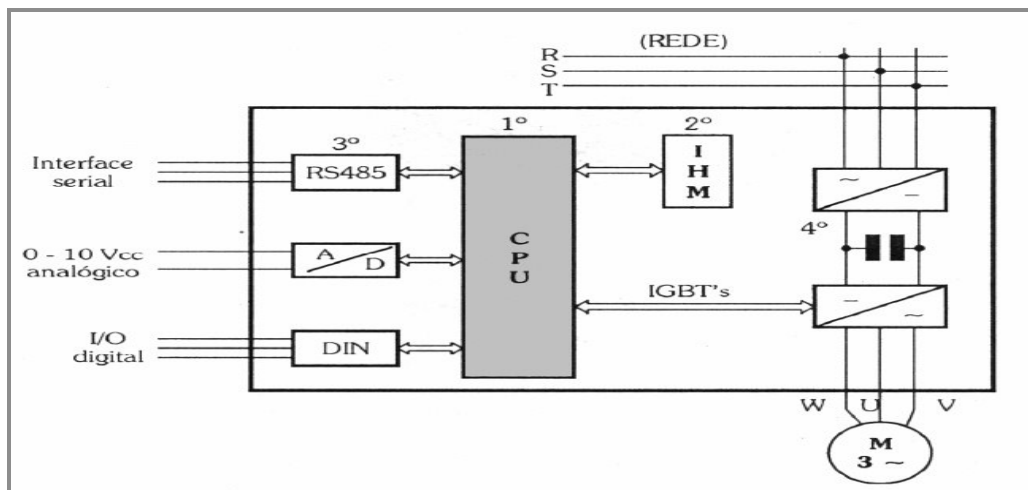 (REDE)
R
S
T
3º
1º
2º
Interface
serial
RS485
I
H
M
~
–
4º
0 - 10 Vcc
analógico
A
D
C
P
U
IGBT's
–
~
I/O
digital
DIN
W U V
M
3 ~